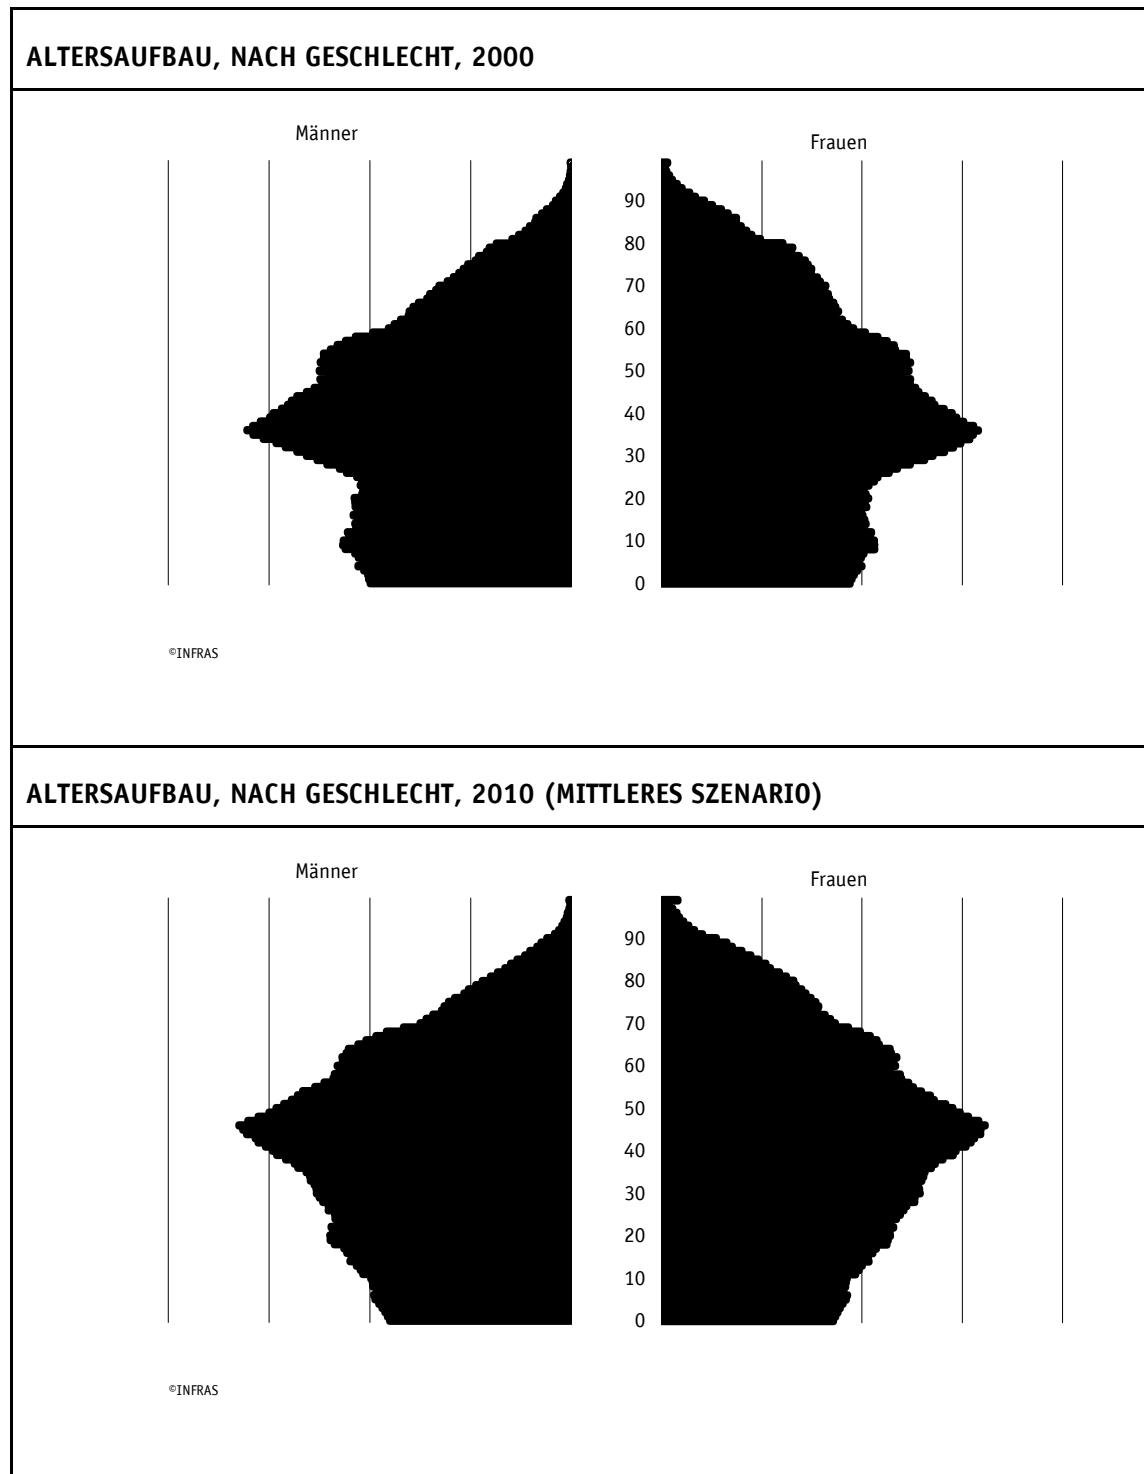 ALTERSAUFBAU, NACH GESCHLECHT, 2000
Männer
Frauen
90
80
70
60
50
40
30
20
10
0
©INFRAS
ALTERSAUFBAU, NACH GESCHLECHT, 2010 (MITTLERES SZENARIO)
Männer
Frauen
90
80
70
60
50
40
30
20
10
0
©INFRAS